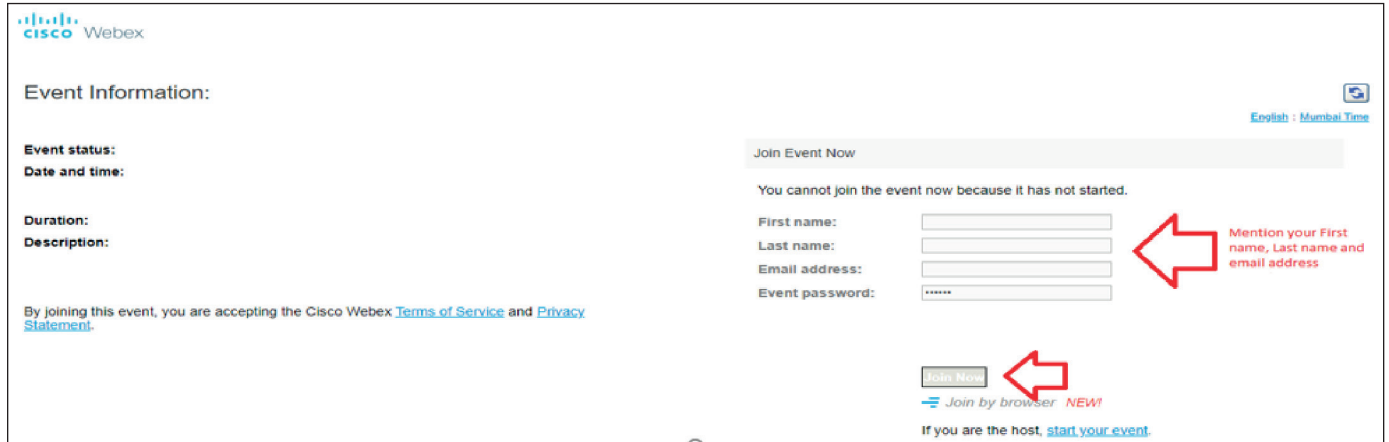 cisco Webex
Event Information:
English : Mumbai Time
Event status:
Date and time:
Duration:
Description:
By joining this event, you are accepting the Cisco Webex Terms of Service and Privacy
Statement.
Join Event Now
You cannot join the event now because it has not started.
First name:
Last name:
Email address:
Event password:
Mention your First
name, Last name and
email address
Join Now
Join by browser NEW!
If you are the host, start your event.